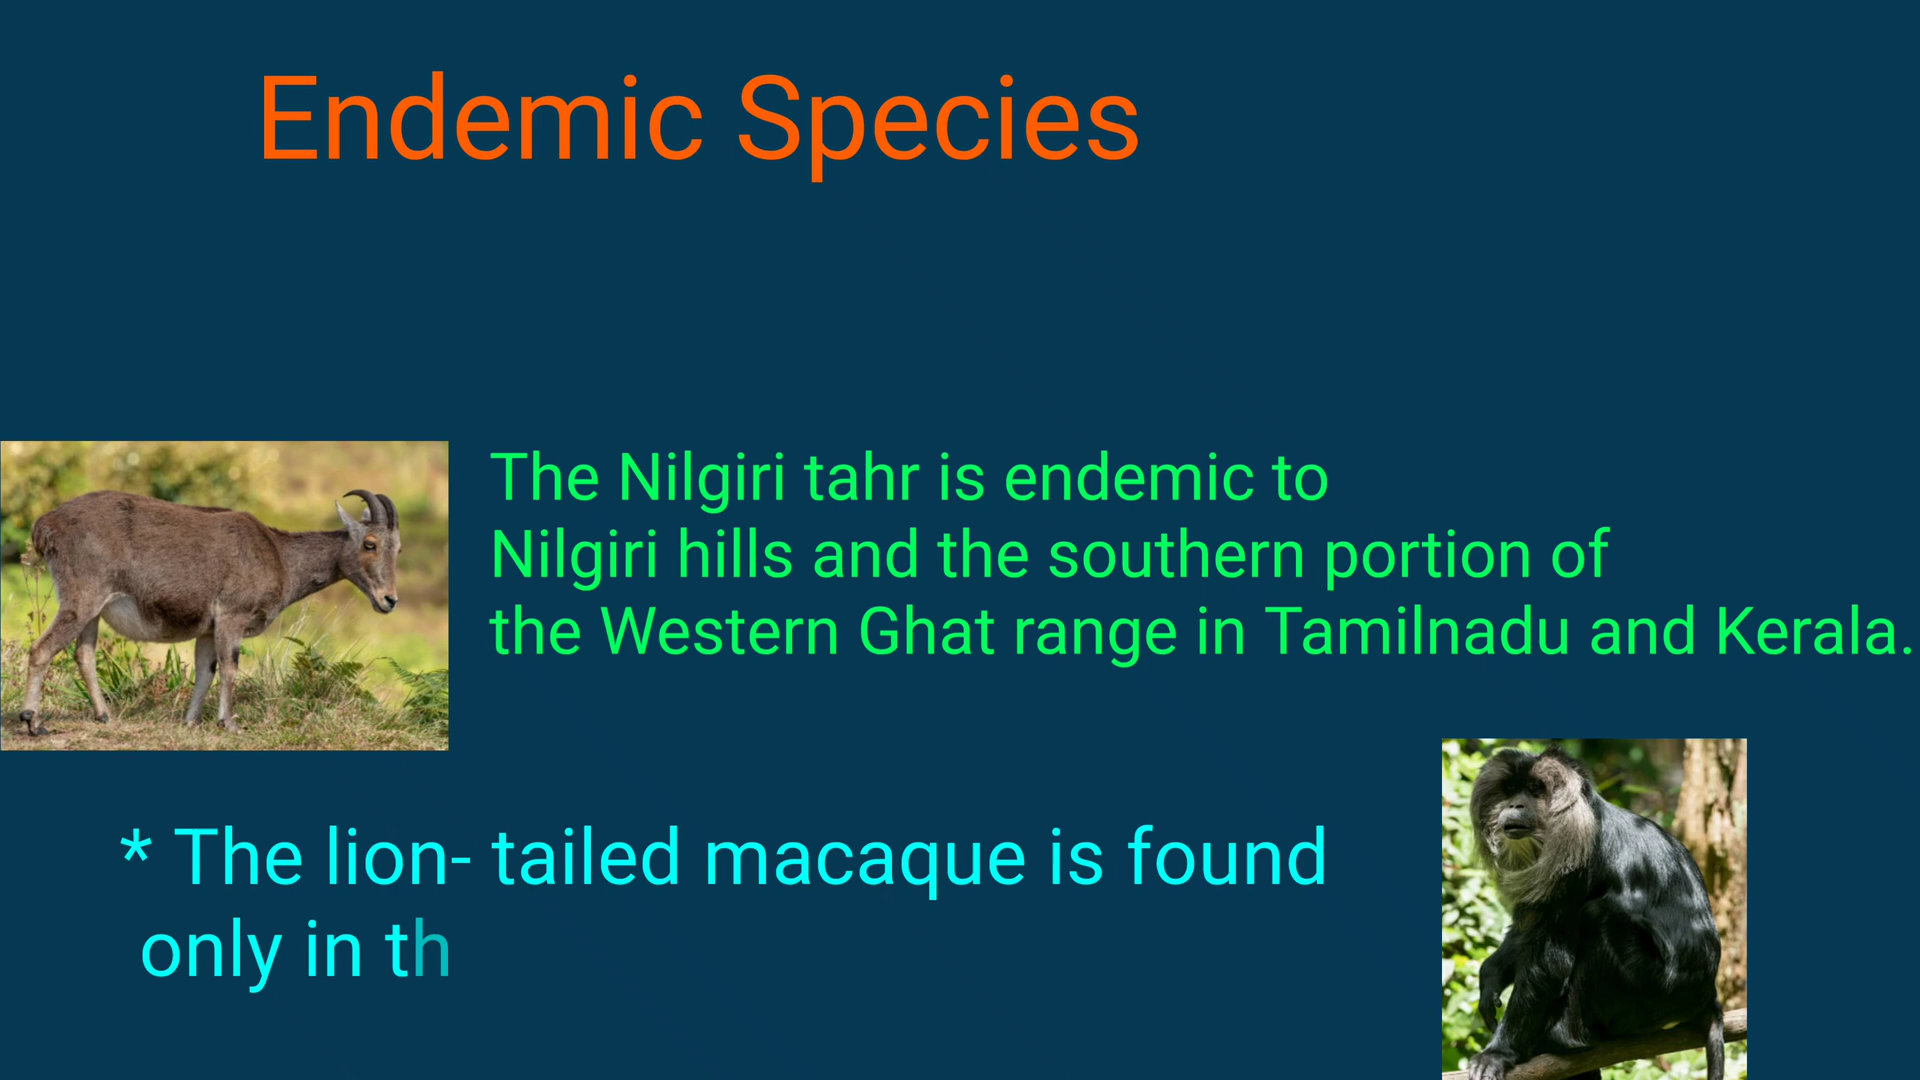 Endemic Species
The Nilgiri tahr is endemic to
Nilgiri hills and the southern portion of
the Western Ghat range in Tamilnadu and Kerala.
* The lion- tailed macaque is found
only in th